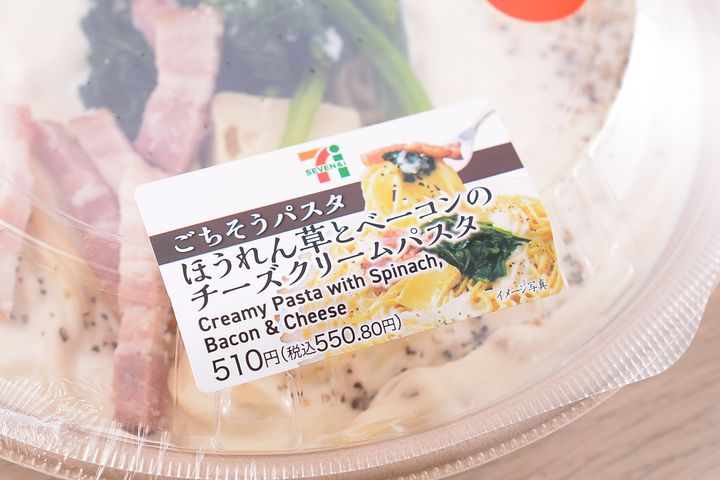 7i
SEVEN&i
ごちそうパスタ
ほうれん草とベーコンの
チーズクリームパスタ
Creamy Pasta with Spinach,
Bacon & Cheese
510円(税込550.80円)
イメージ写真